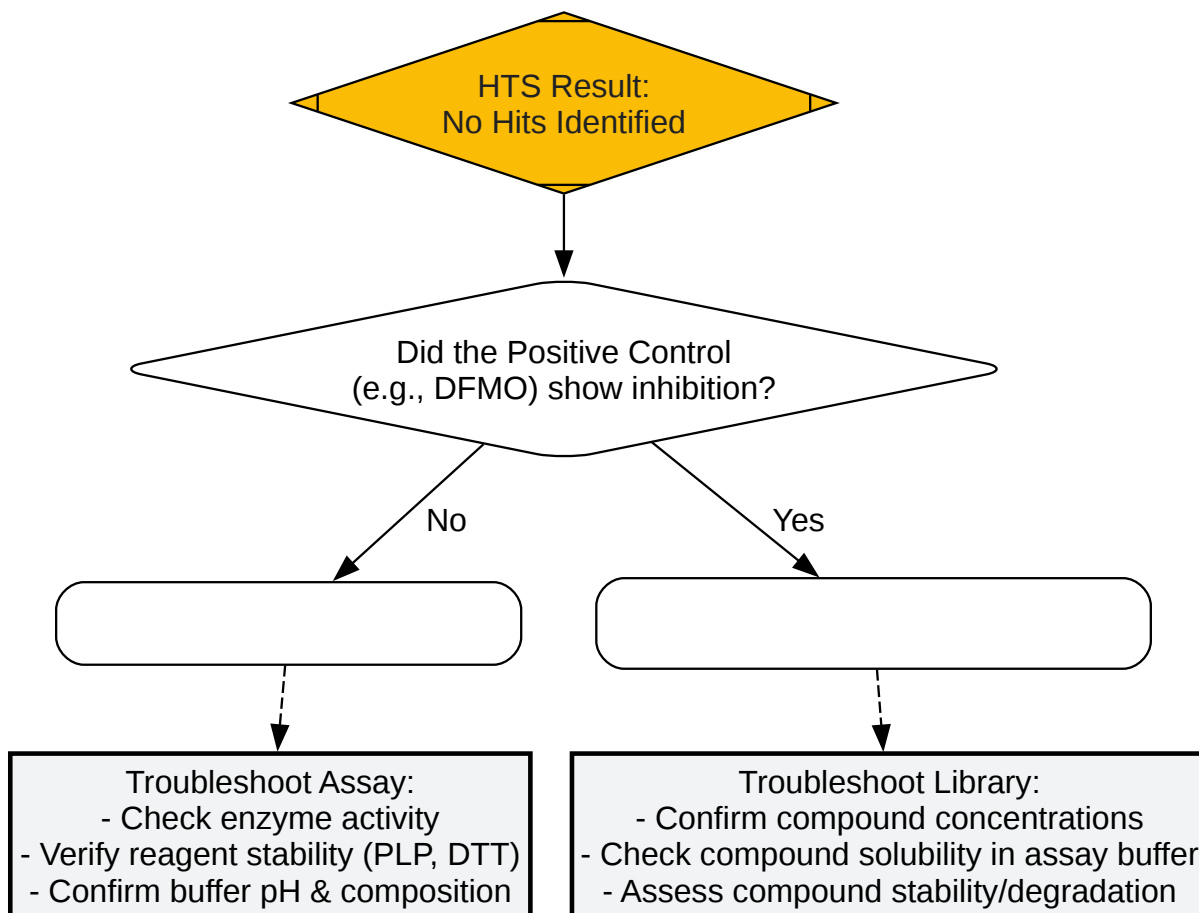 HTS Result:
No Hits Identified
Did the Positive Control
(e.g., DFMO) show inhibition?
No
Yes
Troubleshoot Assay:
- Check enzyme activity
- Verify reagent stability (PLP, DTT)
- Confirm buffer pH & composition
Troubleshoot Library:
- Confirm compound concentrations
- Check compound solubility in assay buffer
- Assess compound stability/degradation